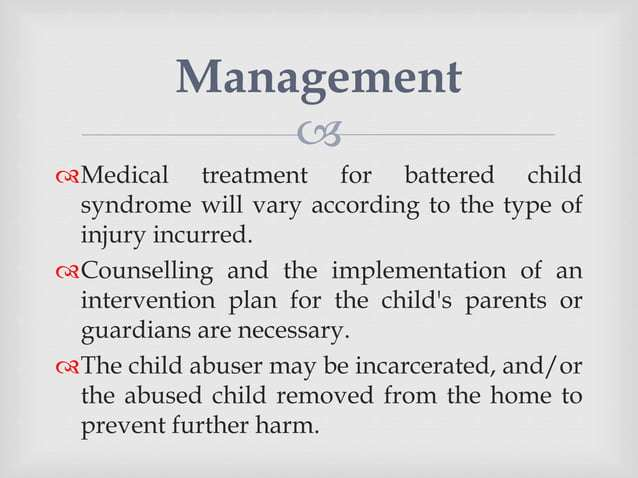 Management
Medical treatment for battered child
syndrome will vary according to the type of
injury incurred.
Counselling and the implementation of an
intervention plan for the child's parents or
guardians are necessary.
The child abuser may be incarcerated, and/or
the abused child removed from the home to
prevent further harm.